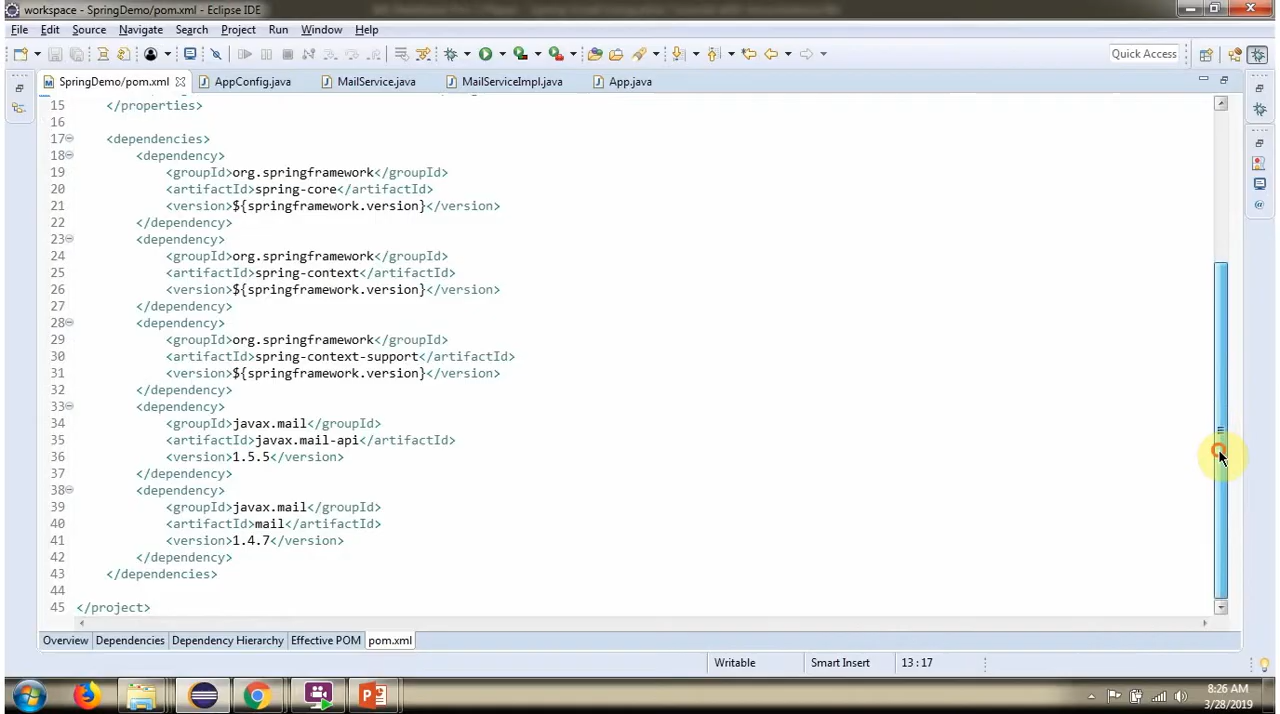 workspace - SpringDemo/pom.xml - Eclipse IDE
File Edit Source Navigate Search Project Run Window Help
Quick Access
SpringDemo/pom.xml AppConfig.java MailService.java MailServiceImpl.java App.java
15 </properties>
16
17 <dependencies>
18 <dependency>
19 <groupId>org.springframework</groupId>
20 <artifactId>spring-core</artifactId>
21 <version>${springframework.version}</version>
22 </dependency>
23 <dependency>
24 <groupId>org.springframework</groupId>
25 <artifactId>spring-context</artifactId>
26 <version>${springframework.version}</version>
27 </dependency>
28 <dependency>
29 <groupId>org.springframework</groupId>
30 <artifactId>spring-context-support</artifactId>
31 <version>${springframework.version}</version>
32 </dependency>
33 <dependency>
34 <groupId>javax.mail</groupId>
35 <artifactId>javax.mail-api</artifactId>
36 <version>1.5.5</version>
37 </dependency>
38 <dependency>
39 <groupId>javax.mail</groupId>
40 <artifactId>mail</artifactId>
41 <version>1.4.7</version>
42 </dependency>
43 </dependencies>
44
45 </project>
Overview Dependencies Dependency Hierarchy Effective POM pom.xml
Writable Smart Insert 13 : 17
8:26 AM
3/28/2019